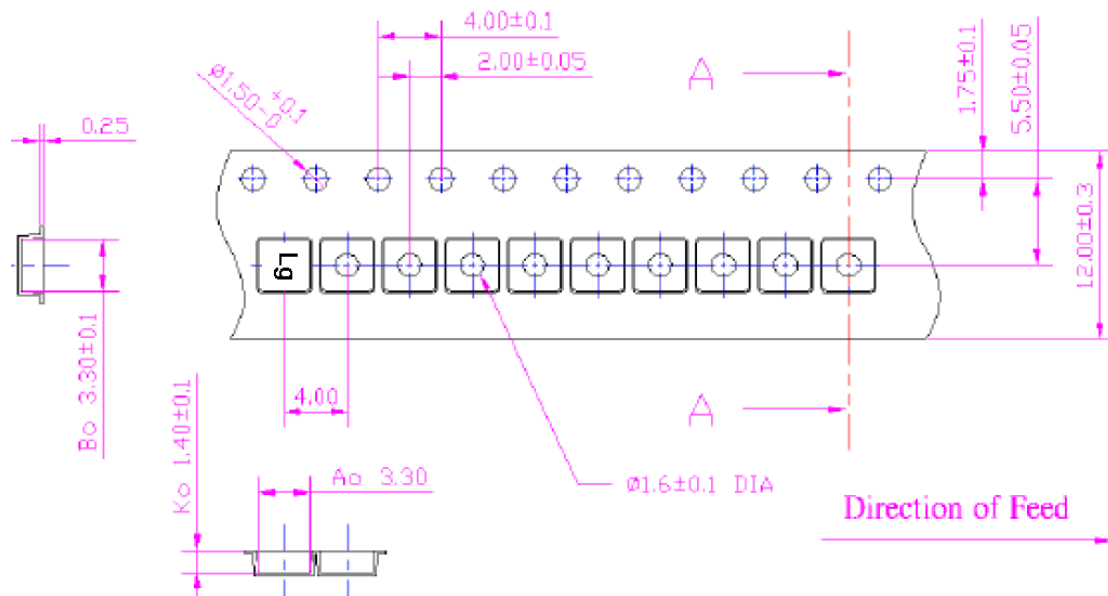 4.00±0.1
2.00±0.05
Ø1.50 +0.1 -0
0.25
A
1.75±0.1
5.50±0.05
12.00±0.3
Lg
Bo 3.30±0.1
4.00
A
Ko 1.40±0.1
Ao 3.30
Ø1.6±0.1 DIA
Direction of Feed